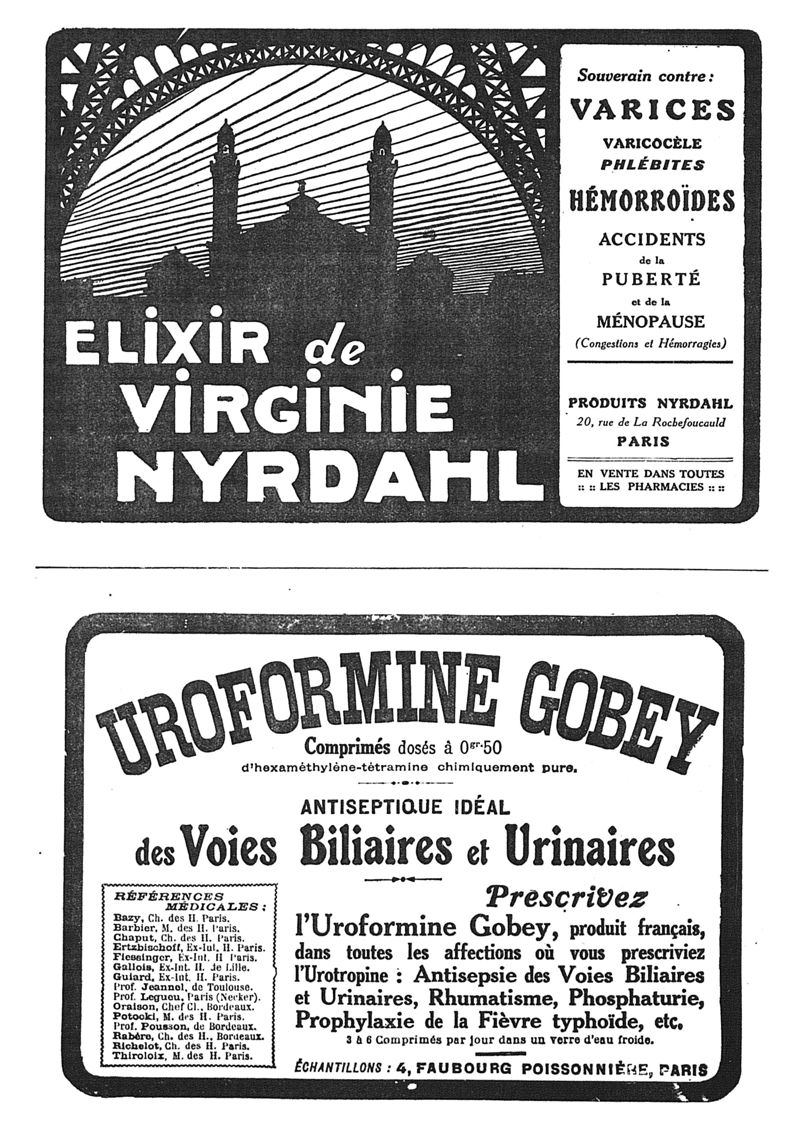 Souverain contre :
VARICES
VARICOCÈLE
PHLÉBITES
HÉMORROÏDES
ACCIDENTS
de la
PUBERTÉ
et de la
MÉNOPAUSE
(Congestions et Hémorragies)
PRODUITS NYRDAHL
20, rue de La Rochefoucauld
PARIS
EN VENTE DANS TOUTES
:: :: LES PHARMACIES :: ::
ELIXIR de
VIRGINIE
NYRDAHL
UROFORMINE GOBEY
Comprimés dosés à 0gr.50
d'hexaméthylène-tétramine chimiquement pure.
ANTISEPTIQUE IDÉAL
des Voies Biliaires et Urinaires
RÉFÉRENCES
MÉDICALES :
Bazy, Ch. des H. Paris.
Barbier, M. des H. Paris.
Chaput, Ch. des H. Paris.
Ertzbischoff, Ex-Int. H. Paris.
Flessinger, Ex-Int. H Paris.
Gallois, Ex-Int. H. de Lille.
Guiard, Ex-Int. H. Paris.
Prof. Jeannel, de Toulouse.
Prof. Legueu, Paris (Necker).
Oraison, Chef Cl., Bordeaux.
Potocki, M. des H. Paris.
Prof. Pousson, de Bordeaux.
Rabère, Ch. des H., Bordeaux.
Richelot, Ch. des H. Paris.
Thiroloix, M. des H. Paris.
Prescrivez
l'Uroformine Gobey, produit français,
dans toutes les affections où vous prescriviez
l'Urotropine : Antisepsie des Voies Biliaires
et Urinaires, Rhumatisme, Phosphaturie,
Prophylaxie de la Fièvre typhoïde, etc.
3 à 6 Comprimés par jour dans un verre d'eau froide.
ÉCHANTILLONS : 4, FAUBOURG POISSONNIÈRE, PARIS